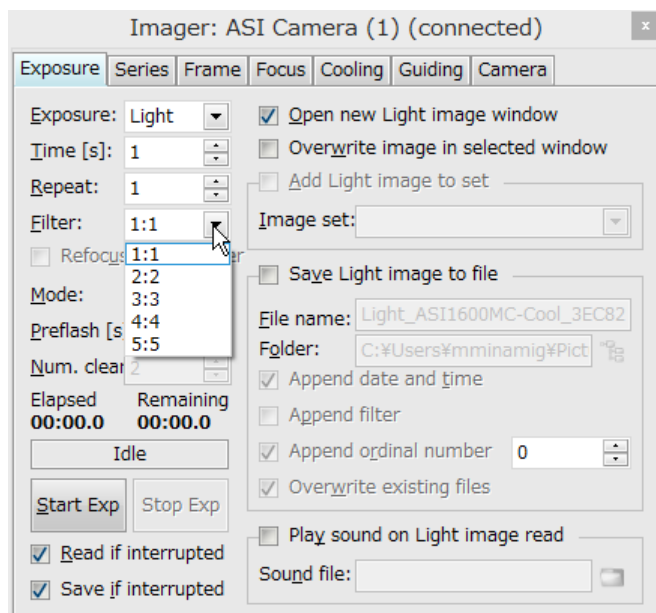 Imager: ASI Camera (1) (connected)
x
Exposure Series Frame Focus Cooling Guiding Camera
Exposure: Light
Time [s]: 1
Repeat: 1
Filter: 1:1
1:1
2:2
3:3
4:4
5:5
Refocus
Mode:
Preflash [s
Num. clear 2
Elapsed Remaining
00:00.0 00:00.0
Idle
Start Exp Stop Exp
Read if interrupted
Save if interrupted
Open new Light image window
Overwrite image in selected window
Add Light image to set
Image set:
Save Light image to file
File name: Light_ASI1600MC-Cool_3EC82
Folder: C:¥Users¥mminamig¥Pict
Append date and time
Append filter
Append ordinal number 0
Overwrite existing files
Play sound on Light image read
Sound file: